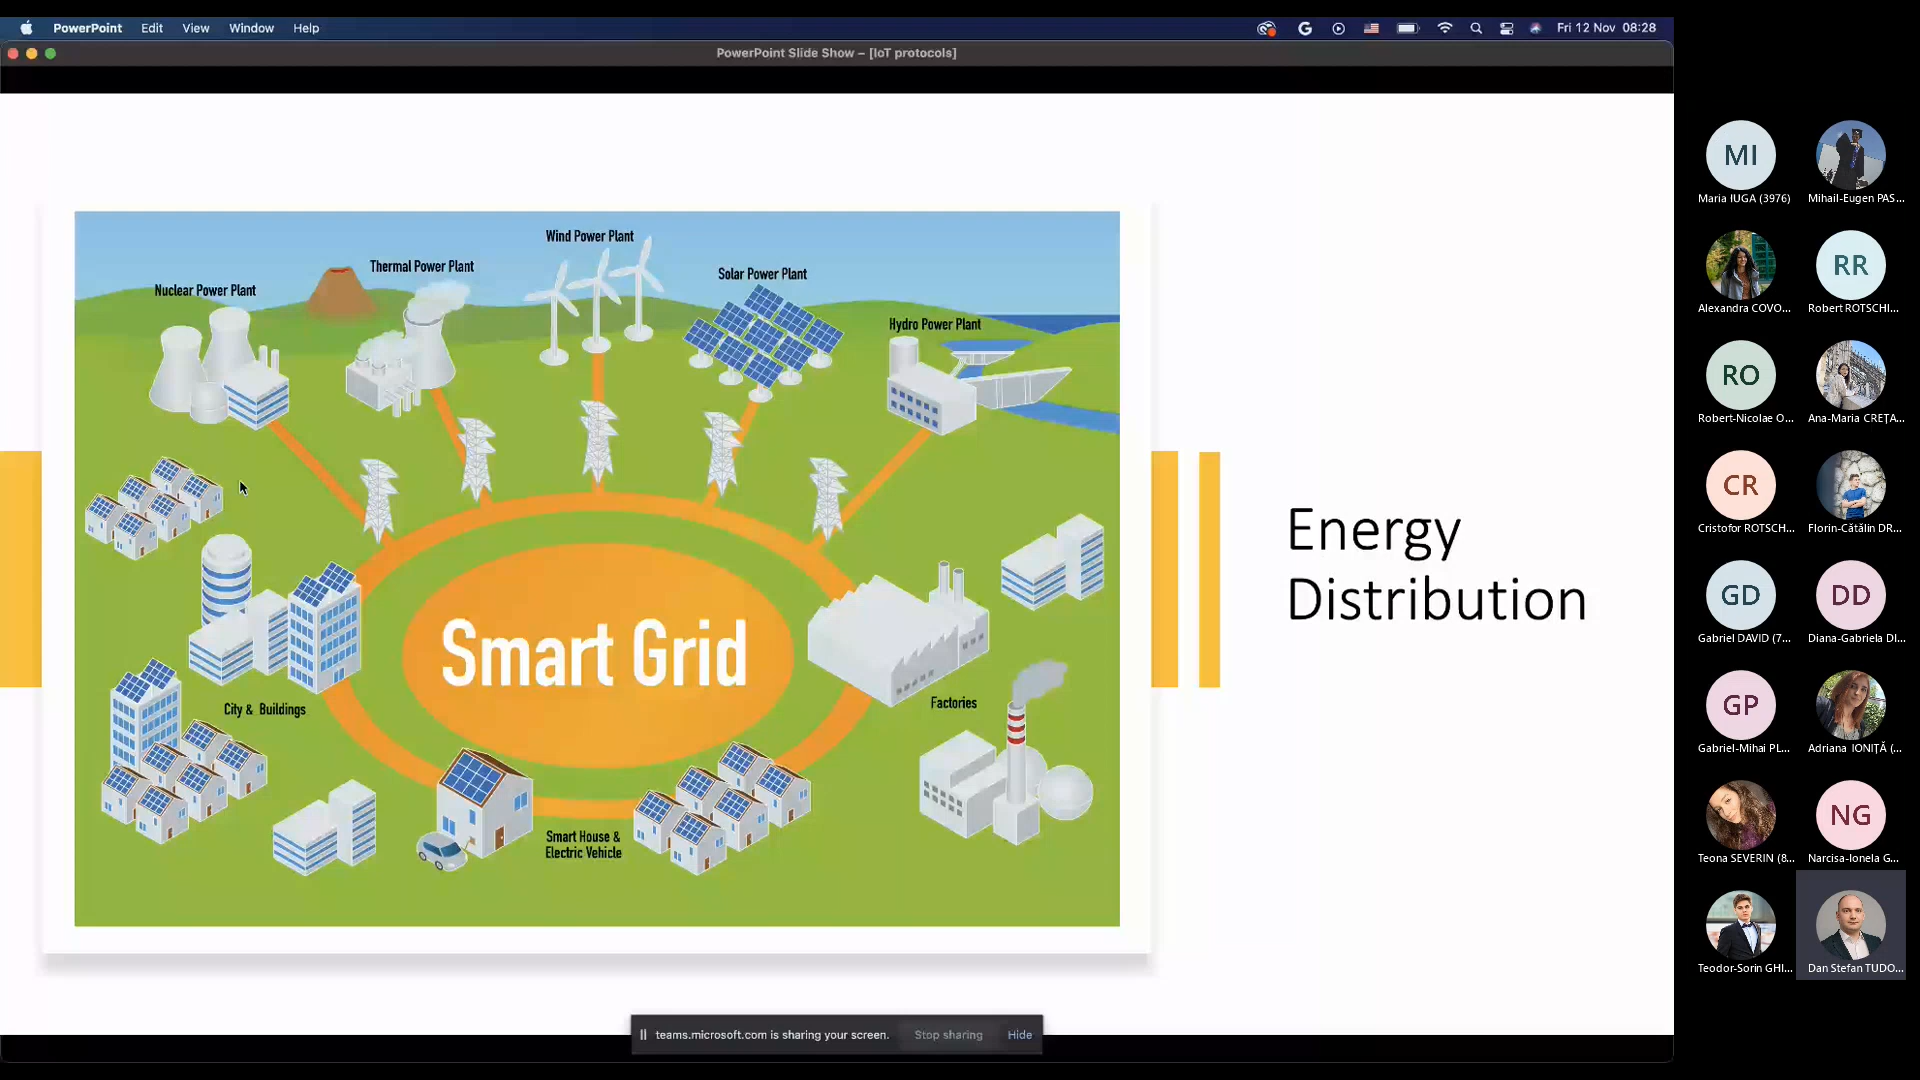 PowerPoint Edit View Window Help
Fri 12 Nov 08:28
PowerPoint Slide Show – [IoT protocols]
Wind Power Plant
Thermal Power Plant
Solar Power Plant
Nuclear Power Plant
Hydro Power Plant
Smart Grid
City & Buildings
Factories
Smart House &
Electric Vehicle
Energy
Distribution
teams.microsoft.com is sharing your screen. Stop sharing Hide
MI
Maria IUGA (3976) Mihail-Eugen PAS...
RR
Alexandra COVO... Robert ROTSCHI...
RO
Robert-Nicolae O... Ana-Maria CREȚA...
CR
Cristofor ROTSCH... Florin-Cătălin DR...
GD DD
Gabriel DAVID (7... Diana-Gabriela DI...
GP
Gabriel-Mihai PL... Adriana IONIȚĂ (...
NG
Teona SEVERIN (8... Narcisa-Ionela G...
Teodor-Sorin GHI... Dan Stefan TUDO...